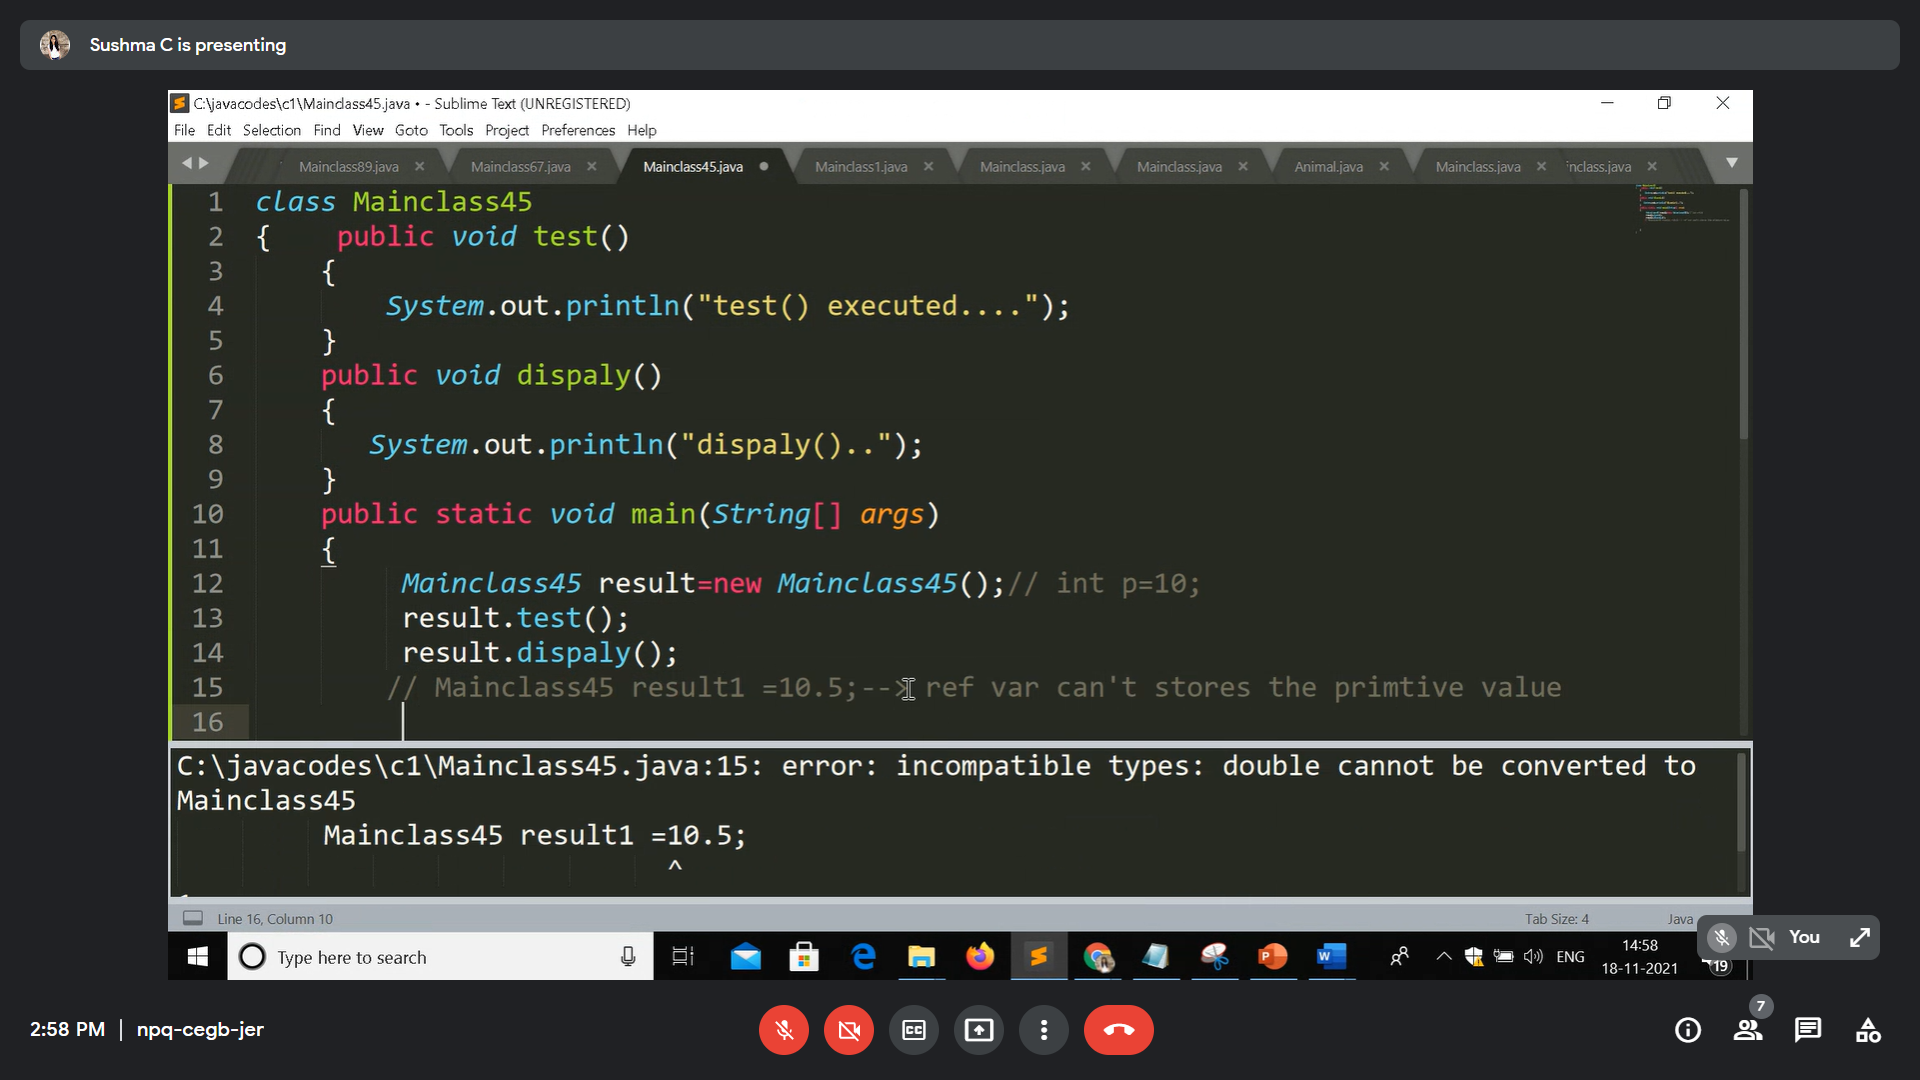 Sushma C is presenting
C:\javacodes\c1\Mainclass45.java • - Sublime Text (UNREGISTERED)
File Edit Selection Find View Goto Tools Project Preferences Help
Mainclass89.java Mainclass67.java Mainclass45.java Mainclass1.java Mainclass.java Mainclass.java Animal.java Mainclass.java nclass.java
1 class Mainclass45
2 { public void test()
3 {
4 System.out.println("test() executed....");
5 }
6 public void dispaly()
7 {
8 System.out.println("dispaly()..");
9 }
10 public static void main(String[] args)
11 {
12 Mainclass45 result=new Mainclass45();// int p=10;
13 result.test();
14 result.dispaly();
15 // Mainclass45 result1 =10.5;--> ref var can't stores the primtive value
16
C:\javacodes\c1\Mainclass45.java:15: error: incompatible types: double cannot be converted to
Mainclass45
Mainclass45 result1 =10.5;
^
Line 16, Column 10 Tab Size: 4 Java
You
Type here to search
ENG
14:58
18-11-2021
19
2:58 PM | npq-cegb-jer
CC
7